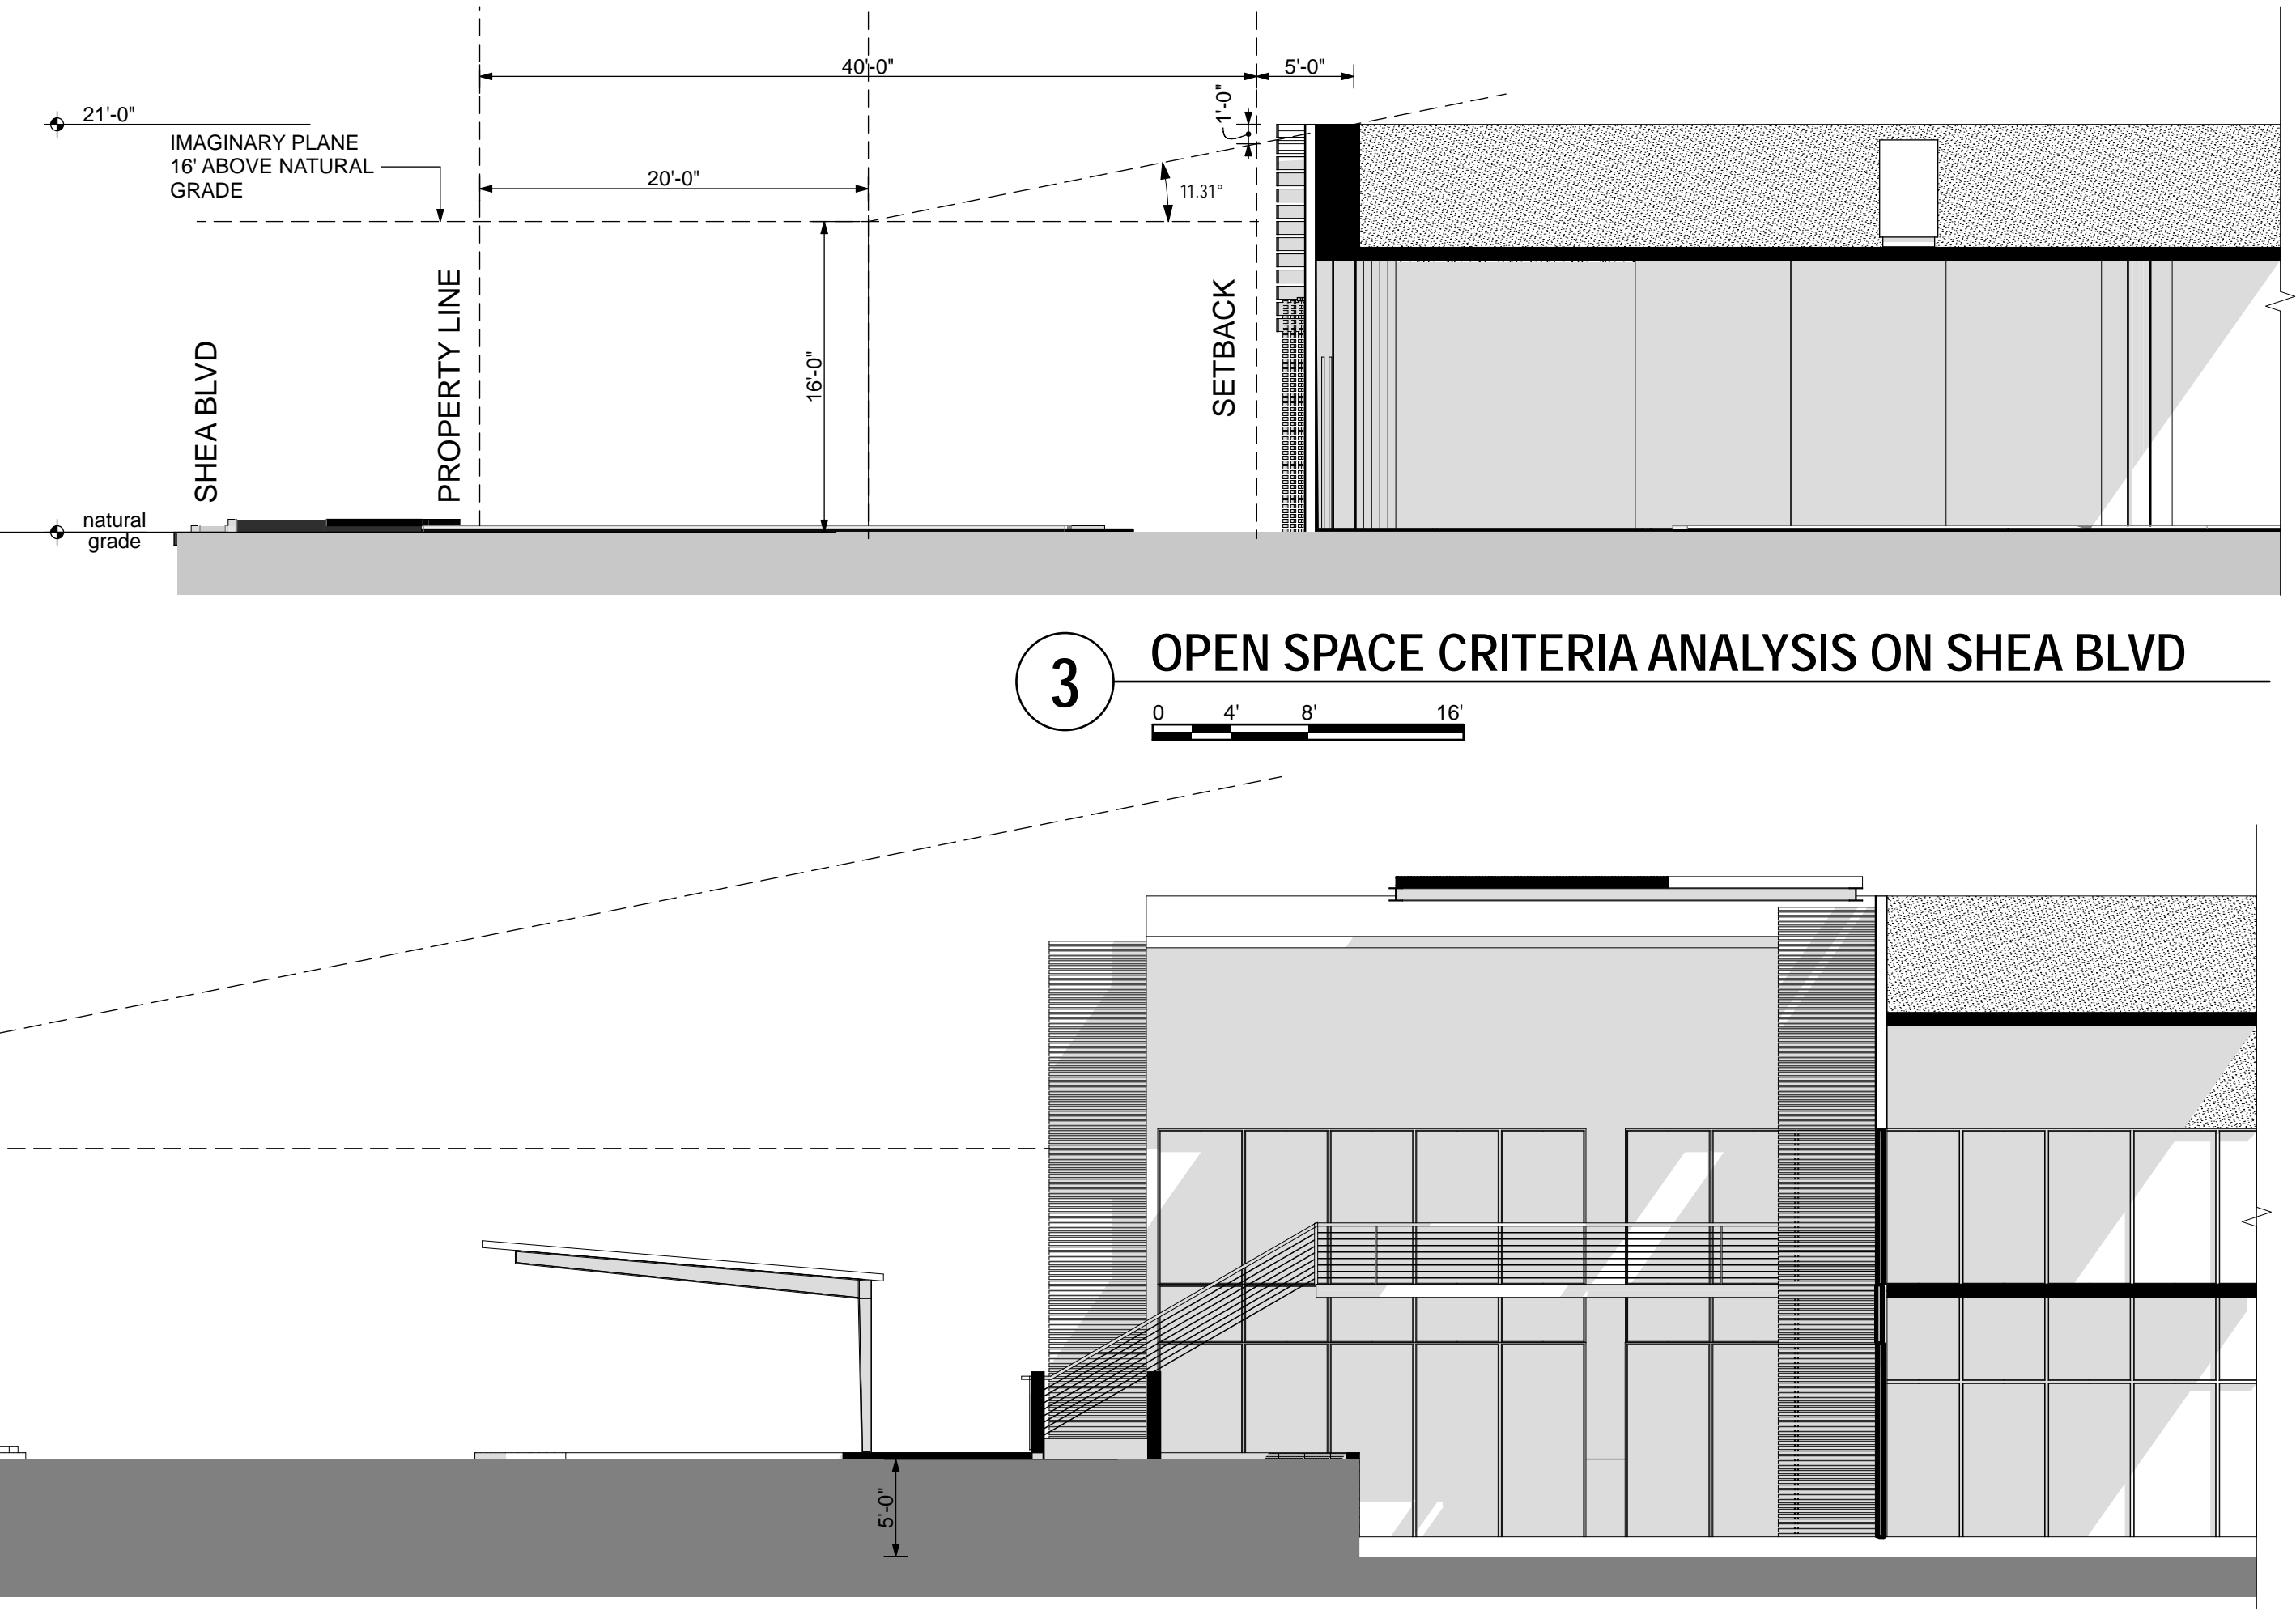 40'-0"
5'-0"
1'-0"
21'-0"
IMAGINARY PLANE
16' ABOVE NATURAL
GRADE
20'-0"
11.31°
16'-0"
SHEA BLVD
PROPERTY LINE
SETBACK
natural
grade
3
OPEN SPACE CRITERIA ANALYSIS ON SHEA BLVD
0 4' 8' 16'
5'-0"